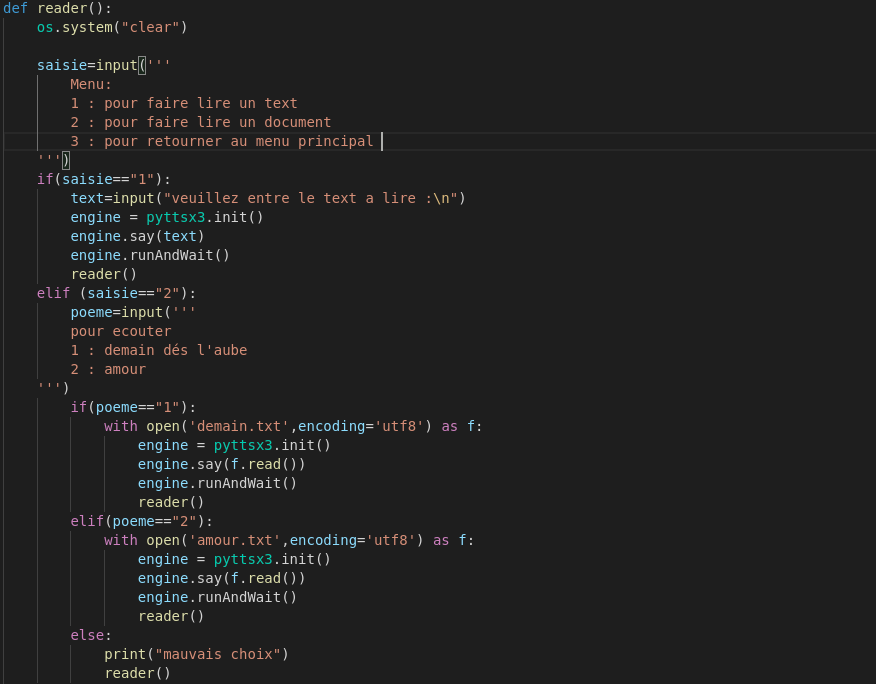 def reader():
    os.system("clear")

    saisie=input('''
        Menu:
        1 : pour faire lire un text
        2 : pour faire lire un document
        3 : pour retourner au menu principal
    ''')
    if(saisie=="1"):
        text=input("veuillez entre le text a lire :\n")
        engine = pyttsx3.init()
        engine.say(text)
        engine.runAndWait()
        reader()
    elif (saisie=="2"):
        poeme=input('''
        pour ecouter
        1 : demain dés l'aube
        2 : amour
    ''')
        if(poeme=="1"):
            with open('demain.txt',encoding='utf8') as f:
                engine = pyttsx3.init()
                engine.say(f.read())
                engine.runAndWait()
                reader()
        elif(poeme=="2"):
            with open('amour.txt',encoding='utf8') as f:
                engine = pyttsx3.init()
                engine.say(f.read())
                engine.runAndWait()
                reader()
        else:
            print("mauvais choix")
            reader()